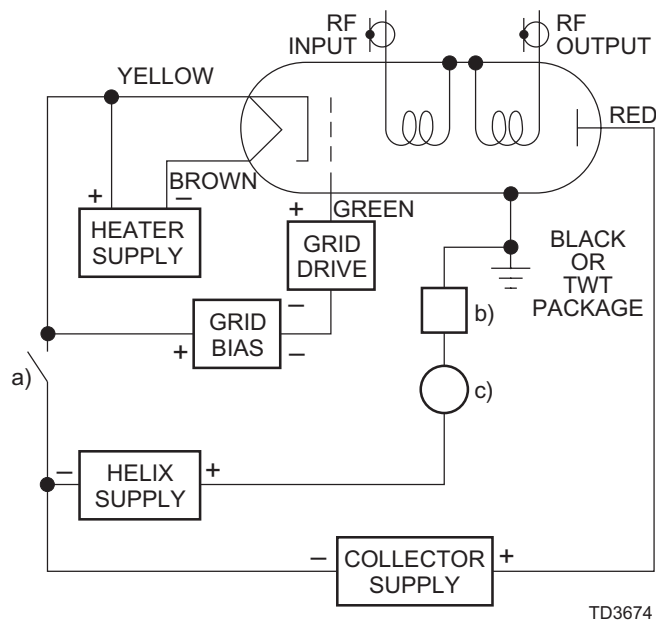 RF
INPUT
RF
OUTPUT
YELLOW
RED
BROWN
+
–
GREEN
+
HEATER
SUPPLY
GRID
DRIVE
BLACK
OR
TWT
PACKAGE
–
GRID
BIAS
+
–
b)
a)
c)
–
HELIX
SUPPLY
+
–
COLLECTOR
SUPPLY
+
TD3674